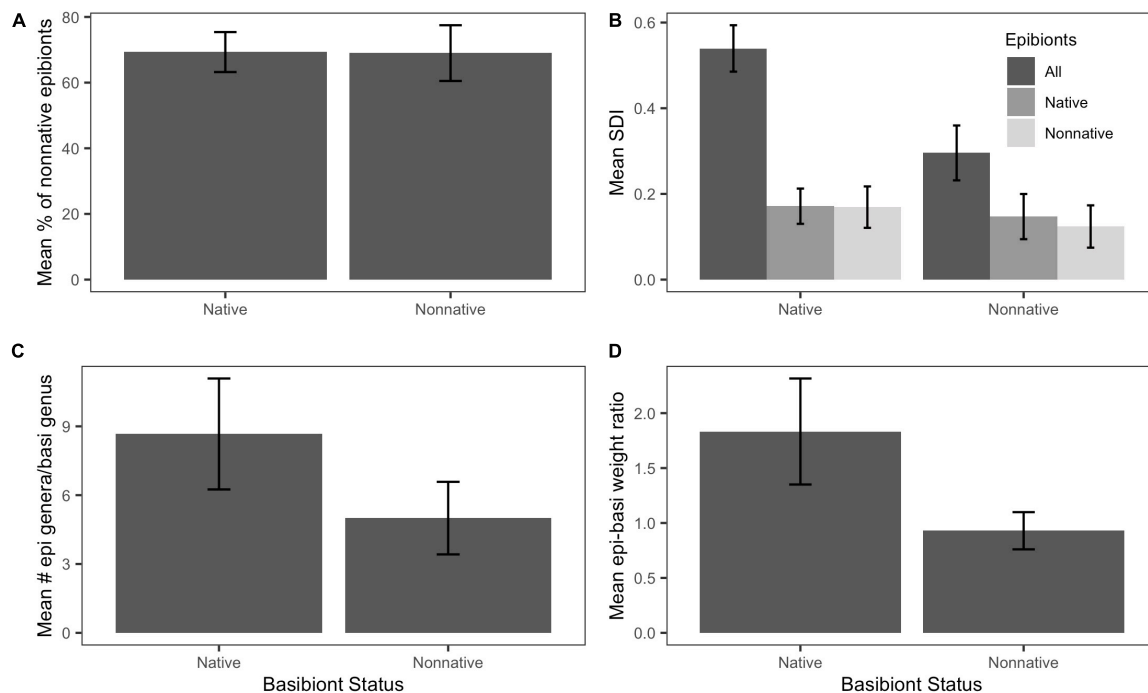 A
Mean % of nonnative epibionts
80
60
40
20
0
Native
Nonnative
B
Mean SDI
0.6
0.4
0.2
0.0
Epibionts
All
Native
Nonnative
Native
Nonnative
C
Mean # epi genera/basi genus
9
6
3
0
Native
Nonnative
Basibiont Status
D
Mean epi-basi weight ratio
2.0
1.5
1.0
0.5
0.0
Native
Nonnative
Basibiont Status